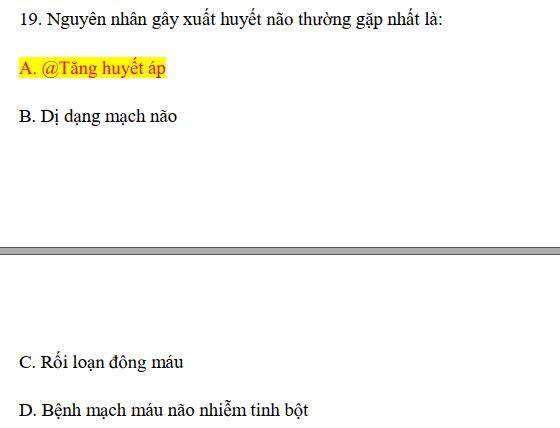 19. Nguyên nhân gây xuất huyết não thường gặp nhất là:
A. @Tăng huyết áp
B. Dị dạng mạch não
C. Rối loạn đông máu
D. Bệnh mạch máu não nhiễm tinh bột